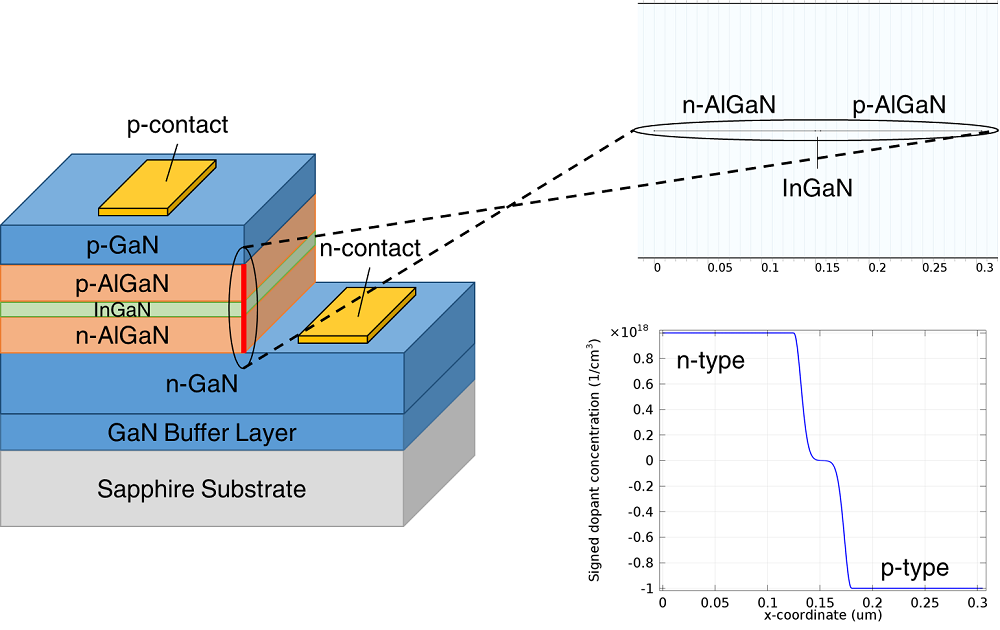 p-contact
n-contact
p-GaN
p-AlGaN
InGaN
n-AlGaN
n-GaN
GaN Buffer Layer
Sapphire Substrate
n-AlGaN p-AlGaN
InGaN
0 0.05 0.1 0.15 0.2 0.25 0.3
×10¹⁸
Signed dopant concentration (1/cm³)
0.8
0.6
0.4
0.2
0
-0.2
-0.4
-0.6
-0.8
-1
n-type
p-type
0 0.05 0.1 0.15 0.2 0.25 0.3
x-coordinate (um)